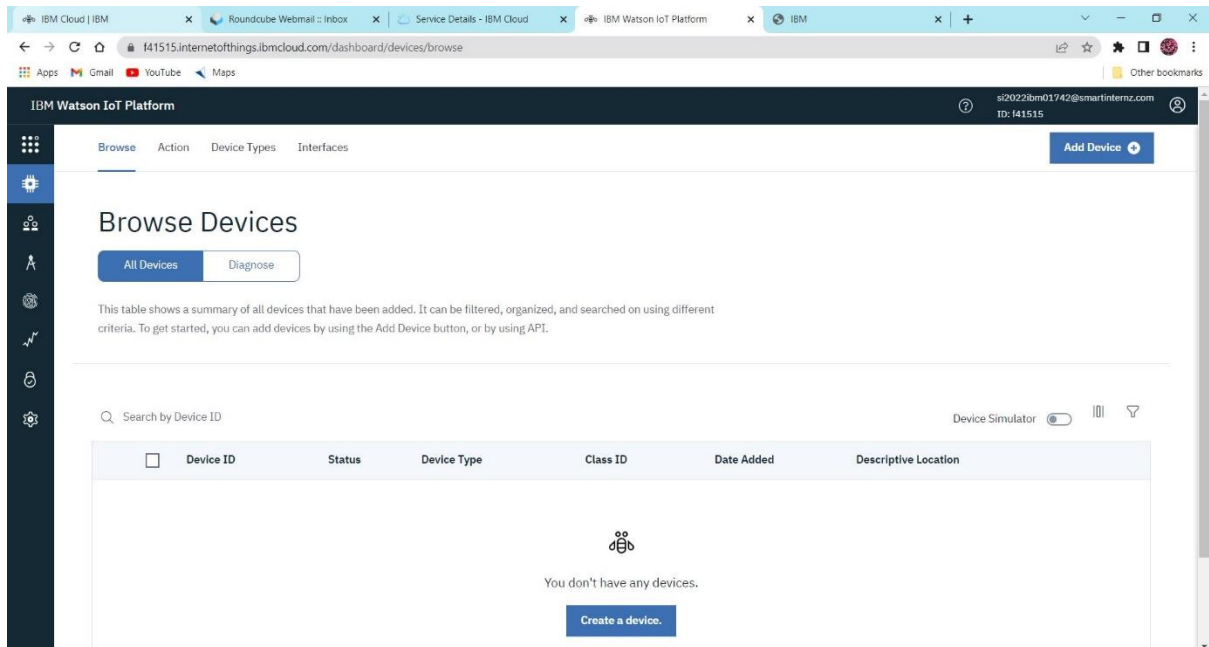 IBM Cloud | IBM
Roundcube Webmail :: Inbox
Service Details - IBM Cloud
IBM Watson IoT Platform
IBM
f41515.internetofthings.ibmcloud.com/dashboard/devices/browse
Apps
Gmail
YouTube
Maps
Other bookmarks
IBM Watson IoT Platform
si2022ibm01742@smartinternz.com
ID: f41515
Browse
Action
Device Types
Interfaces
Add Device
Browse Devices
All Devices
Diagnose
This table shows a summary of all devices that have been added. It can be filtered, organized, and searched on using different
criteria. To get started, you can add devices by using the Add Device button, or by using API.
Search by Device ID
Device Simulator
Device ID
Status
Device Type
Class ID
Date Added
Descriptive Location
You don't have any devices.
Create a device.